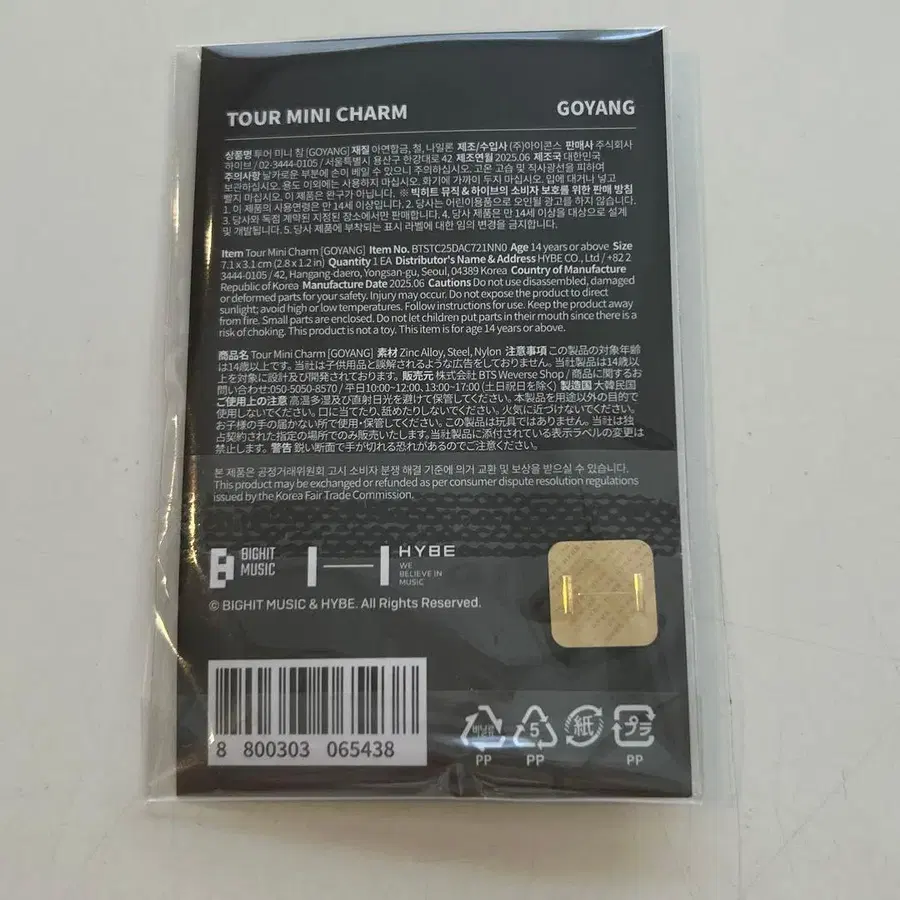 TOUR MINI CHARM
GOYANG
상품명 투어 미니 참 [GOYANG] 재질 아연합금, 철, 나일론 제조/수입사 (주)아이콘스 판매사 주식회사
하이브 / 02-3444-0105 / 서울특별시 용산구 한강대로 42 제조연월 2025.06 제조국 대한민국
주의사항 날카로운 부분에 손이 베일 수 있으니 주의하십시오. 고온 고습 및 직사광선을 피하여
보관하십시오. 용도 이외에는 사용하지 마십시오. 화기에 가까이 두지 마십시오. 입에 대거나 넣고
빨지 마십시오. 이 제품은 완구가 아닙니다. ※ 빅히트 뮤직 & 하이브의 소비자 보호를 위한 판매 방침
1. 이 제품의 사용연령은 만 14세 이상입니다. 2. 당사는 어린이용품으로 오인될 광고를 하지 않습니다.
3. 당사와 독점 계약된 지정된 장소에서만 판매합니다. 4. 당사 제품은 만 14세 이상을 대상으로 설계
및 개발됩니다. 5. 당사 제품에 부착되는 표시 라벨에 대한 임의 변경을 금지합니다.
Item Tour Mini Charm [GOYANG] Item No. BTSTC25DAC721NN0 Age 14 years or above Size
7.1 x 3.1 cm (2.8 x 1.2 in) Quantity 1 EA Distributor's Name & Address HYBE CO., Ltd / +82 2
3444-0105 / 42, Hangang-daero, Yongsan-gu, Seoul, 04389 Korea Country of Manufacture
Republic of Korea Manufacture Date 2025.06 Cautions Do not use disassembled, damaged
or deformed parts for your safety. Injury may occur. Do not expose the product to direct
sunlight; avoid high or low temperatures. Follow instructions for use. Keep the product away
from fire. Small parts are enclosed. Do not let children put parts in their mouth since there is a
risk of choking. This product is not a toy. This item is for age 14 years or above.
商品名 Tour Mini Charm [GOYANG] 素材 Zinc Alloy, Steel, Nylon 注意事項 この製品の対象年齢
は14歳以上です。当社は子供用品と誤解されるような広告をしておりません。当社製品は14歳以
上を対象に設計及び開発されております。販売元 株式会社 BTS Weverse Shop / 商品に関するお
問い合わせ:050-5050-8570 / 平日10:00~12:00, 13:00~17:00 (土日祝日を除く) 製造国 大韓民国
ご使用上の注意 高温多湿及び直射日光を避けて保管してください。本製品を用途以外の目的で
使用しないでください。口に当たり、舐めたりしないでください。火気に近づけないでください。
お子様の手の届かない所で使用・保管してください。この製品は玩具ではありません。当社は独
占契約された指定の場所でのみ販売いたします。当社製品に添付されている表示ラベルの変更は
禁止します。警告 鋭い断面で手が切れる恐れがあるのでご注意ください。
본 제품은 공정거래위원회 고시 소비자 분쟁 해결 기준에 의거 교환 및 보상을 받으실 수 있습니다.
This product may be exchanged or refunded as per consumer dispute resolution regulations
issued by the Korea Fair Trade Commission.
BIGHIT
MUSIC
HYBE
WE
BELIEVE IN
MUSIC
© BIGHIT MUSIC & HYBE. All Rights Reserved.
8 800303 065438
PP
5
PP
紙
プラ
PP